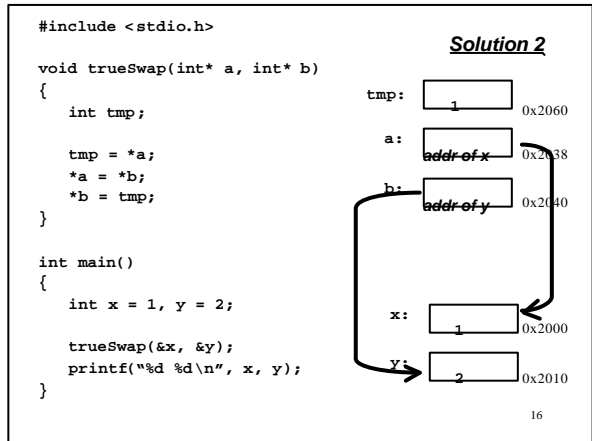 #include <stdio.h>
void trueSwap(int* a, int* b)
{
int tmp;
tmp = *a;
*a = *b;
*b = tmp;
}
int main()
{
int x = 1, y = 2;
trueSwap(&x, &y);
printf(“%d %d\n”, x, y);
}
Solution 2
tmp: 1 0x2060
a: addr of x 0x2038
b: addr of y 0x2040
x: 1 0x2000
y: 2 0x2010
16